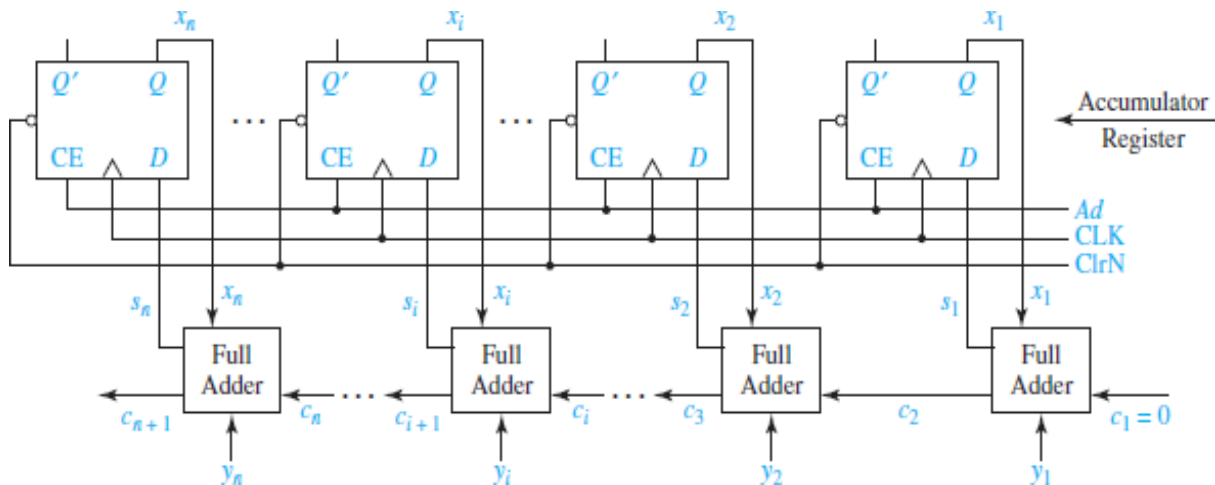 xₙ xᵢ x₂ x₁
Q′ Q Q′ Q Q′ Q Q′ Q
··· ···
Accumulator
Register
CE D CE D CE D CE D
Ad
CLK
ClrN
sₙ xₙ sᵢ xᵢ s₂ x₂ s₁ x₁
Full Full Full Full
Adder Adder Adder Adder
cₙ₊₁ cₙ ··· cᵢ₊₁ cᵢ ··· c₃ c₂ c₁ = 0
yₙ yᵢ y₂ y₁